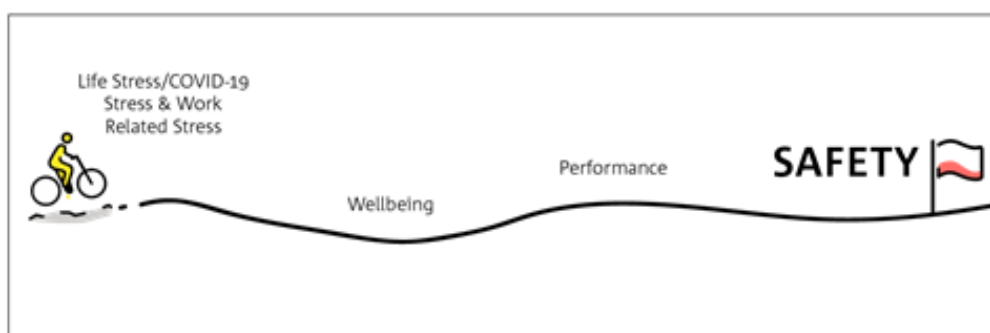 Life Stress/COVID-19
Stress & Work
Related Stress
Wellbeing
Performance
SAFETY